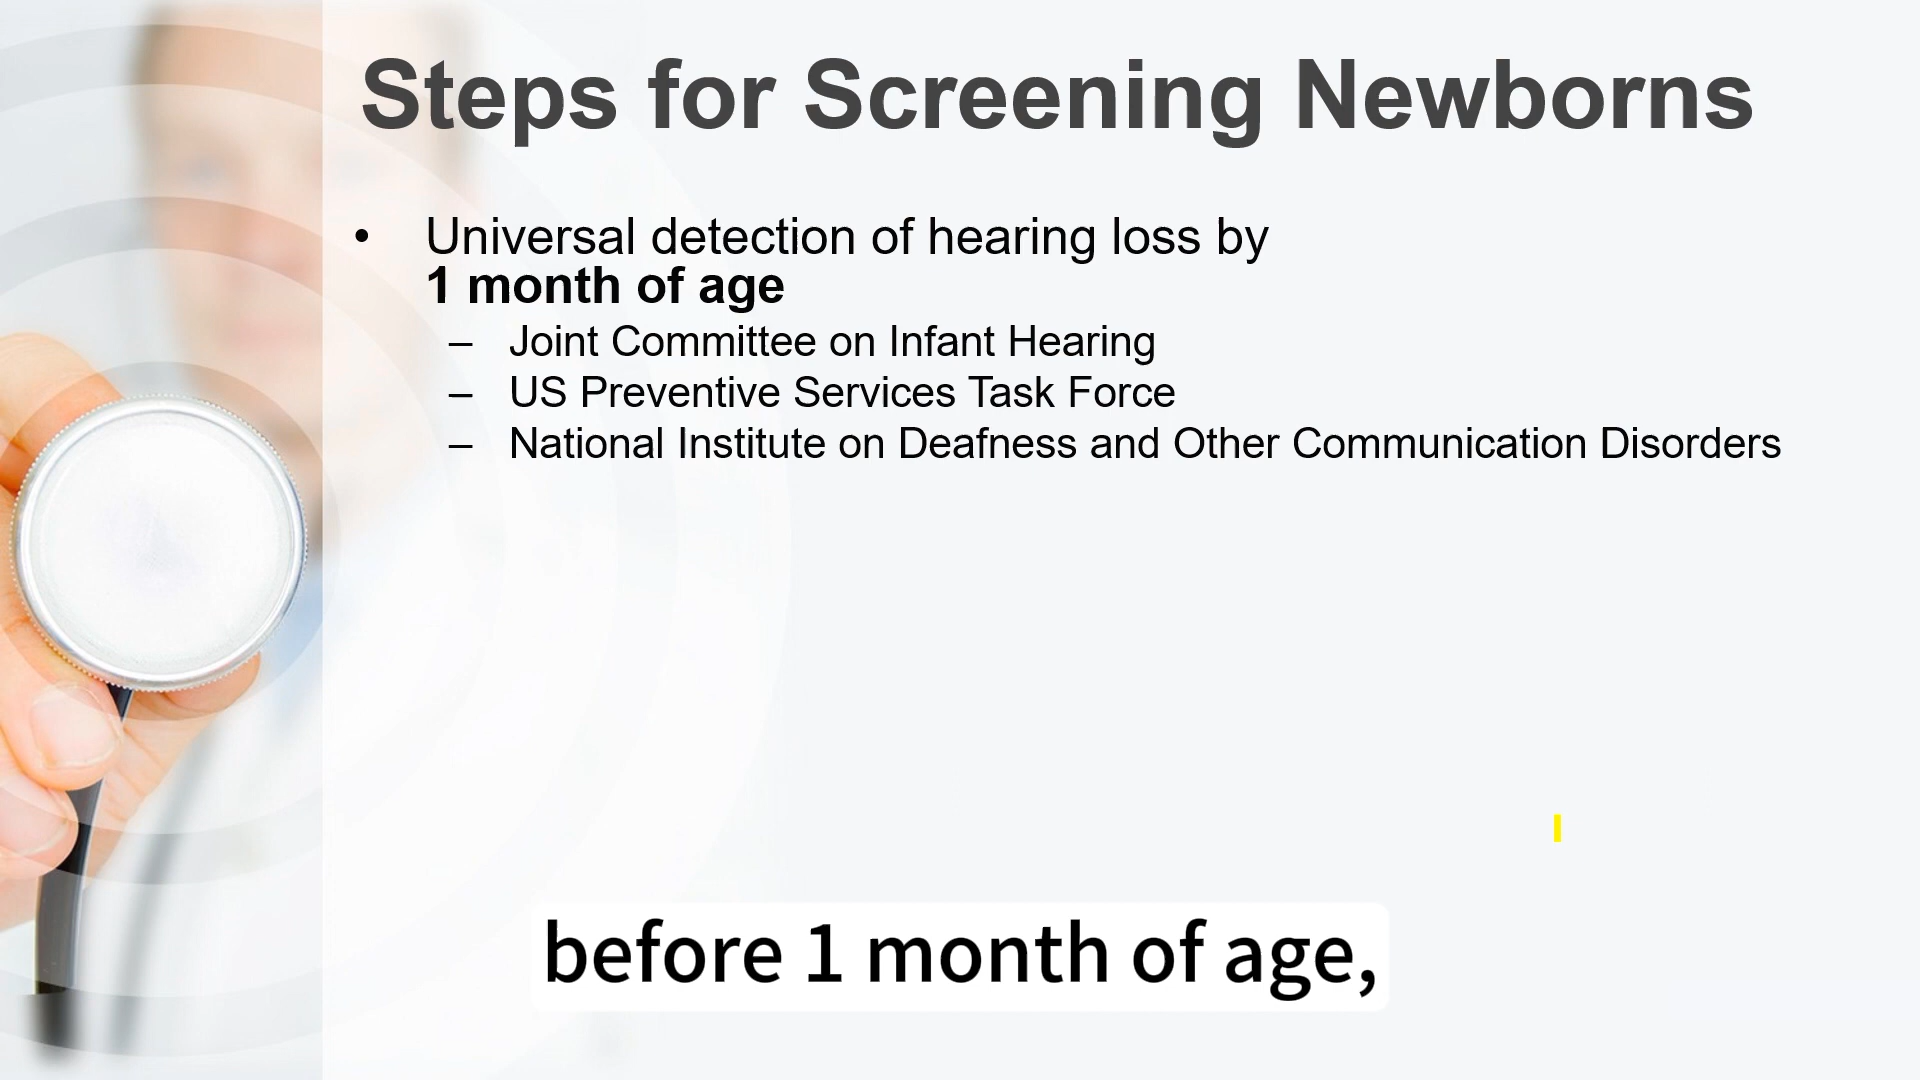 Steps for Screening Newborns
• Universal detection of hearing loss by
1 month of age
– Joint Committee on Infant Hearing
– US Preventive Services Task Force
– National Institute on Deafness and Other Communication Disorders
before 1 month of age,